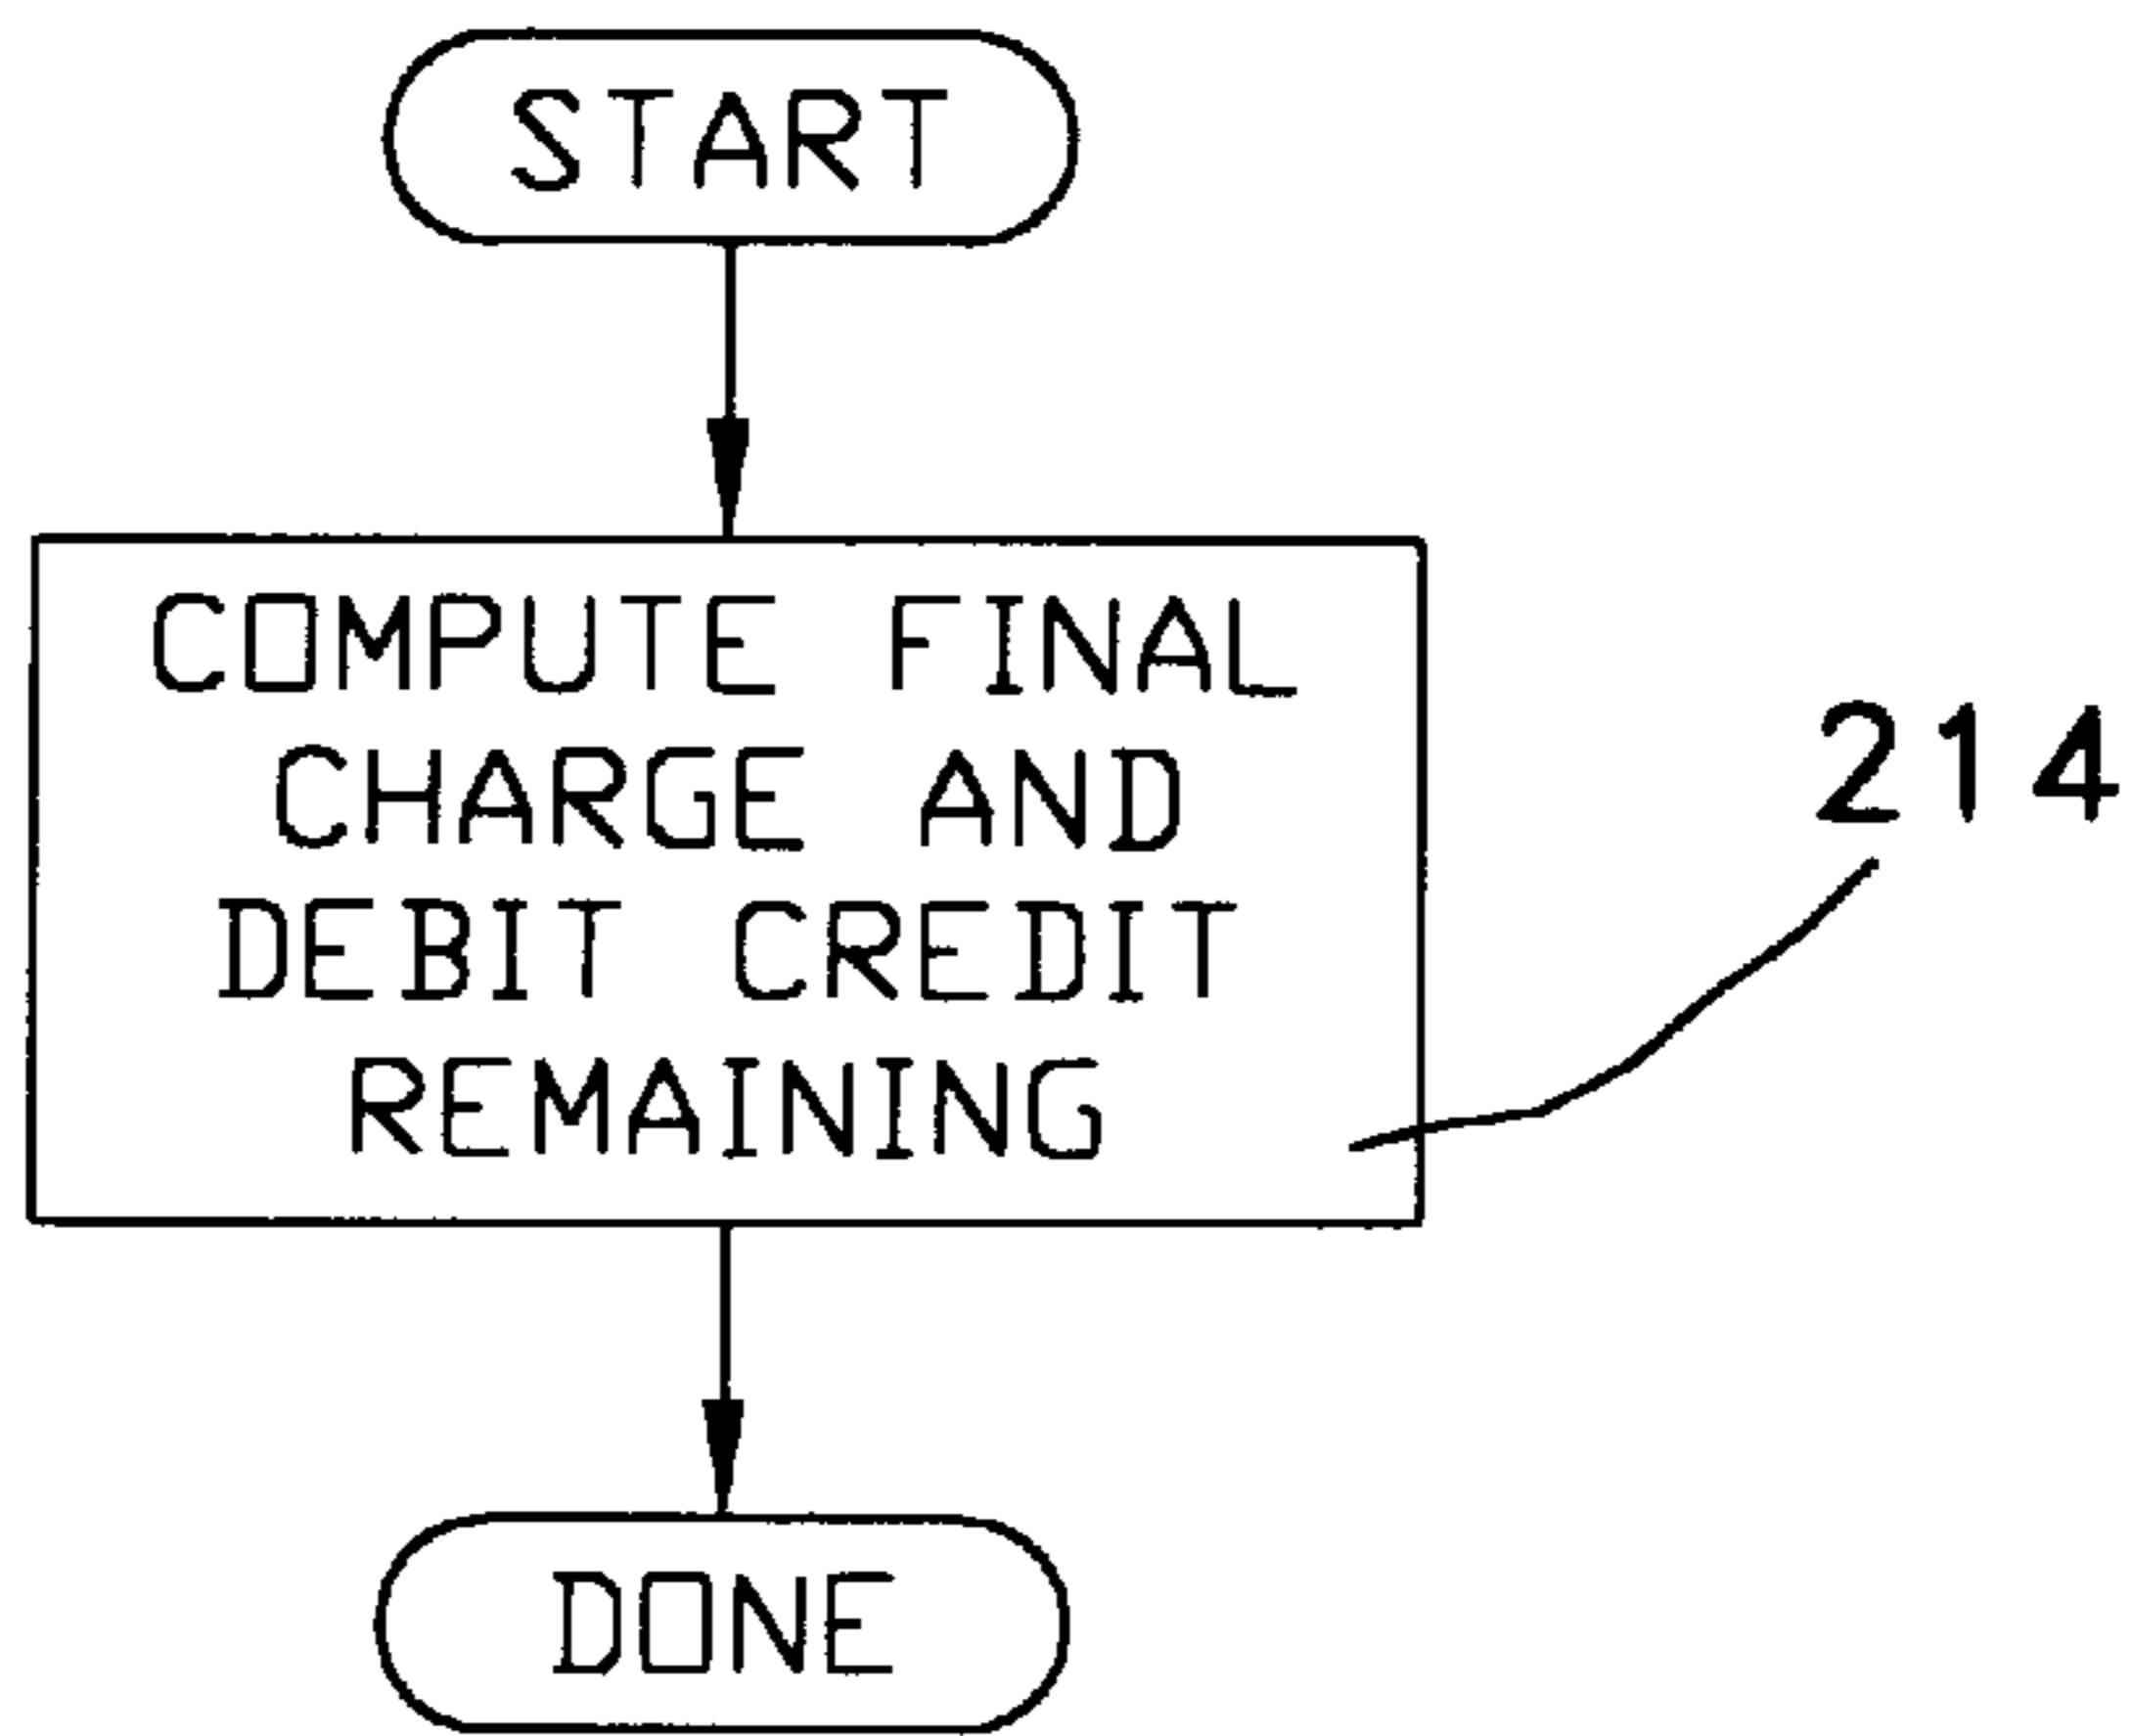 START
COMPUTE FINAL
CHARGE AND
DEBIT CREDIT
REMAINING
214
DONE